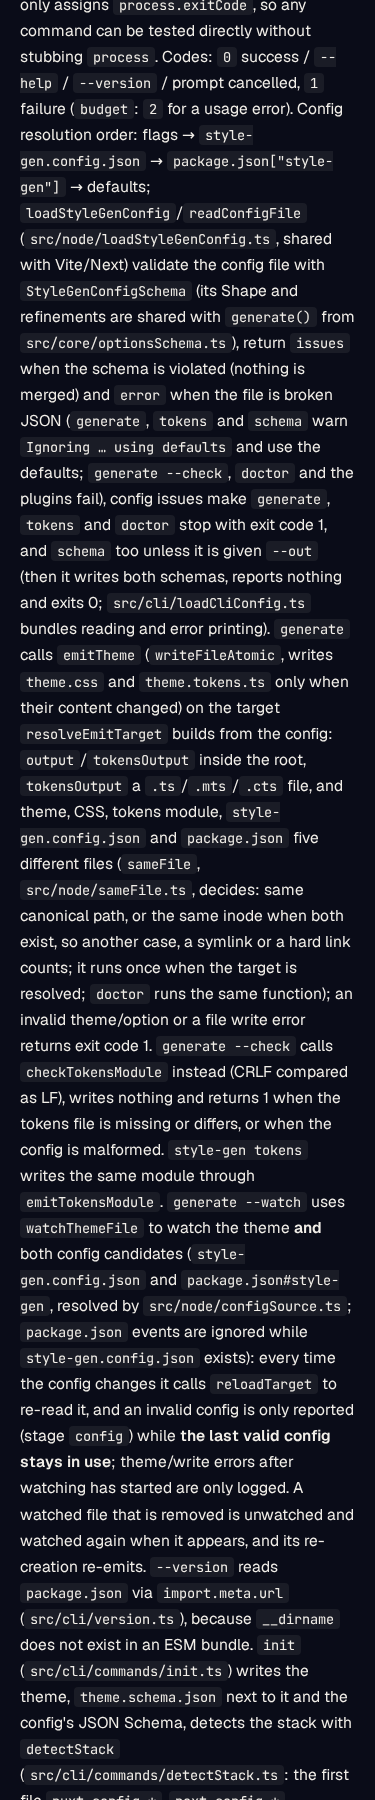 only assigns process.exitCode, so any
command can be tested directly without
stubbing process. Codes: 0 success / --
help / --version / prompt cancelled, 1
failure (budget: 2 for a usage error). Config
resolution order: flags → style-
gen.config.json → package.json["style-
gen"] → defaults;
loadStyleGenConfig/readConfigFile
(src/node/loadStyleGenConfig.ts, shared
with Vite/Next) validate the config file with
StyleGenConfigSchema (its Shape and
refinements are shared with generate() from
src/core/optionsSchema.ts), return issues
when the schema is violated (nothing is
merged) and error when the file is broken
JSON (generate, tokens and schema warn
Ignoring … using defaults and use the
defaults; generate --check, doctor and the
plugins fail), config issues make generate,
tokens and doctor stop with exit code 1,
and schema too unless it is given --out
(then it writes both schemas, reports nothing
and exits 0; src/cli/loadCliConfig.ts
bundles reading and error printing). generate
calls emitTheme (writeFileAtomic, writes
theme.css and theme.tokens.ts only when
their content changed) on the target
resolveEmitTarget builds from the config:
output/tokensOutput inside the root,
tokensOutput a .ts/.mts/.cts file, and
theme, CSS, tokens module, style-
gen.config.json and package.json five
different files (sameFile,
src/node/sameFile.ts, decides: same
canonical path, or the same inode when both
exist, so another case, a symlink or a hard link
counts; it runs once when the target is
resolved; doctor runs the same function); an
invalid theme/option or a file write error
returns exit code 1. generate --check calls
checkTokensModule instead (CRLF compared
as LF), writes nothing and returns 1 when the
tokens file is missing or differs, or when the
config is malformed. style-gen tokens
writes the same module through
emitTokensModule. generate --watch uses
watchThemeFile to watch the theme and
both config candidates (style-
gen.config.json and package.json#style-
gen, resolved by src/node/configSource.ts;
package.json events are ignored while
style-gen.config.json exists): every time
the config changes it calls reloadTarget to
re-read it, and an invalid config is only reported
(stage config) while the last valid config
stays in use; theme/write errors after
watching has started are only logged. A
watched file that is removed is unwatched and
watched again when it appears, and its re-
creation re-emits. --version reads
package.json via import.meta.url
(src/cli/version.ts), because __dirname
does not exist in an ESM bundle. init
(src/cli/commands/init.ts) writes the
theme, theme.schema.json next to it and the
config's JSON Schema, detects the stack with
detectStack
(src/cli/commands/detectStack.ts: the first